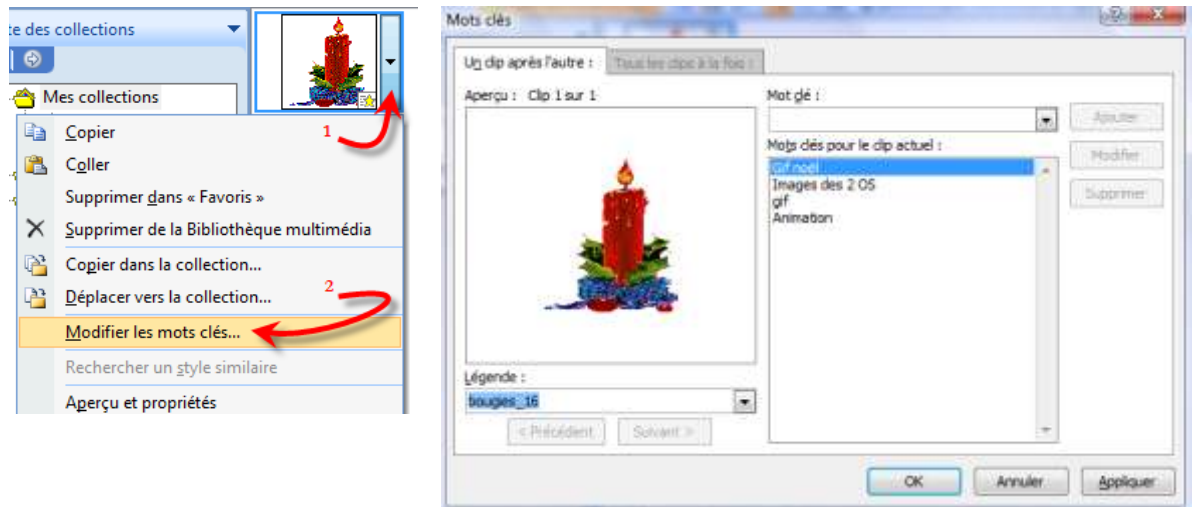 te des collections
Mes collections
1
Copier
Coller
Supprimer dans « Favoris »
Supprimer de la Bibliothèque multimédia
Copier dans la collection...
Déplacer vers la collection...
2
Modifier les mots clés...
Rechercher un style similaire
Aperçu et propriétés
Mots clés
Un clip après l'autre :
Tous les clips à la fois :
Aperçu : Clip 1 sur 1
Mot clé :
Ajouter
Mots clés pour le clip actuel :
Modifier
Gif noel
Images des 2 OS
Supprimer
gif
Animation
Légende :
bougies_16
< Précédent
Suivant >
OK
Annuler
Appliquer